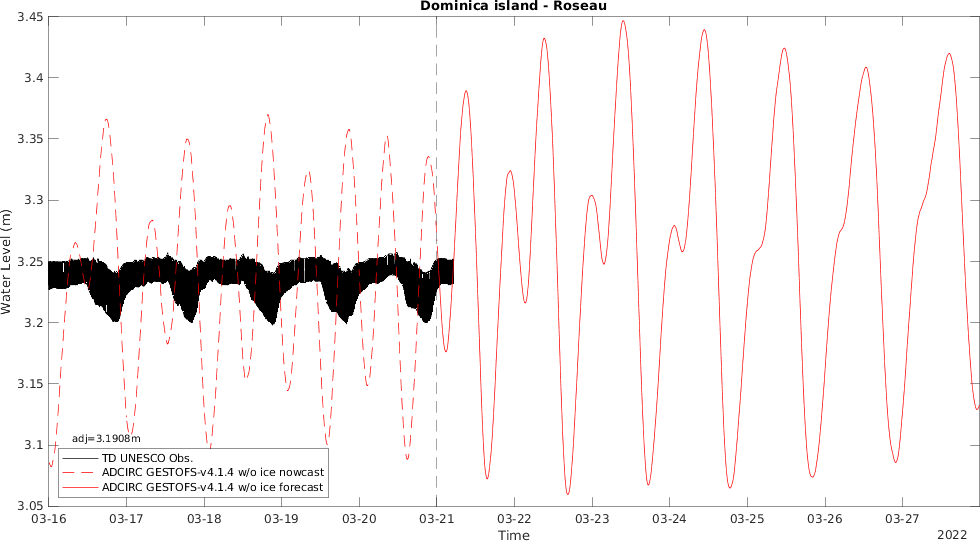 Dominica island - Roseau
3.45
3.4
3.35
3.3
3.25
3.2
3.15
3.1
3.05
Water Level (m)
adj=3.1908m
TD UNESCO Obs.
ADCIRC GESTOFS-v4.1.4 w/o ice nowcast
ADCIRC GESTOFS-v4.1.4 w/o ice forecast
03-16 03-17 03-18 03-19 03-20 03-21 03-22 03-23 03-24 03-25 03-26 03-27
Time
2022